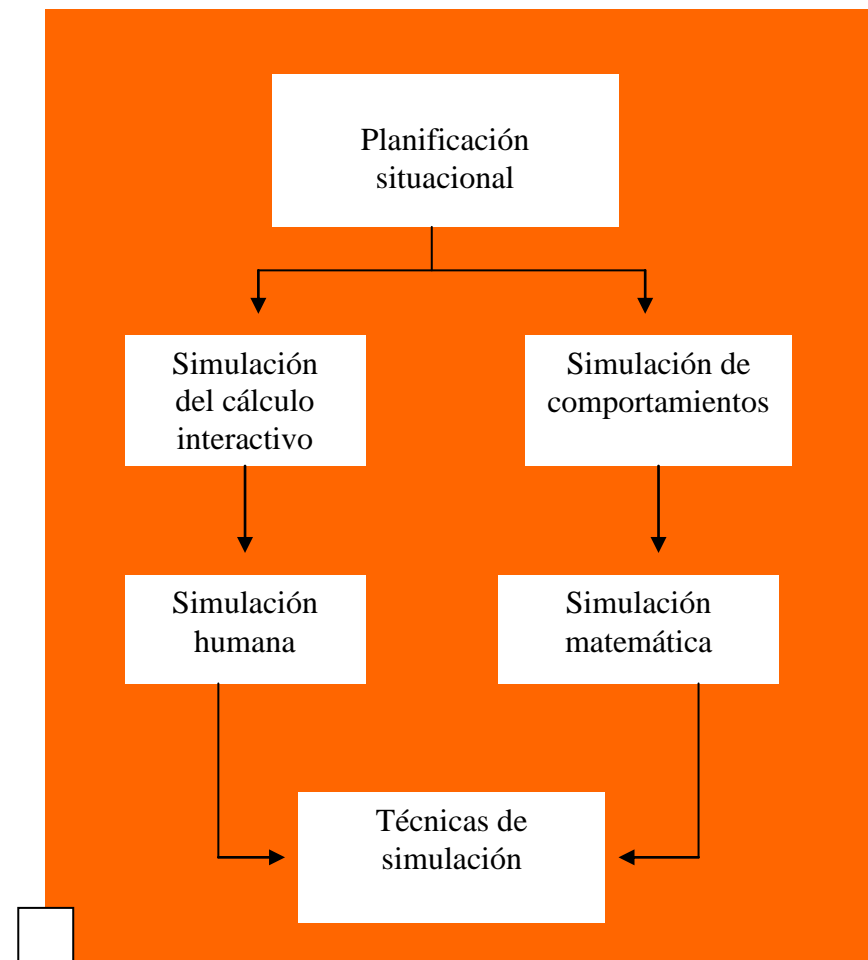 Planificación
situacional
Simulación
del cálculo
interactivo
Simulación de
comportamientos
Simulación
humana
Simulación
matemática
Técnicas de
simulación